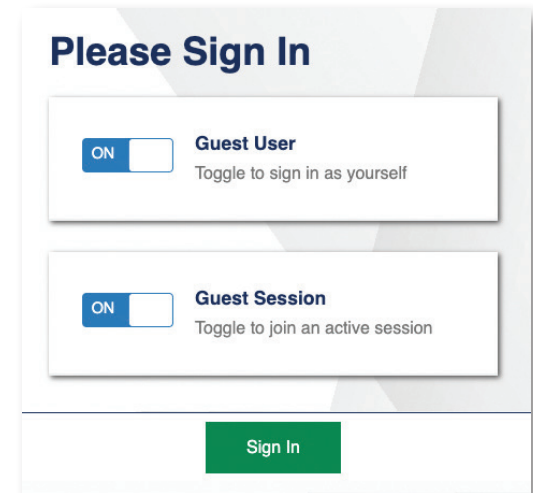 Please Sign In
ON
Guest User
Toggle to sign in as yourself
ON
Guest Session
Toggle to join an active session
Sign In